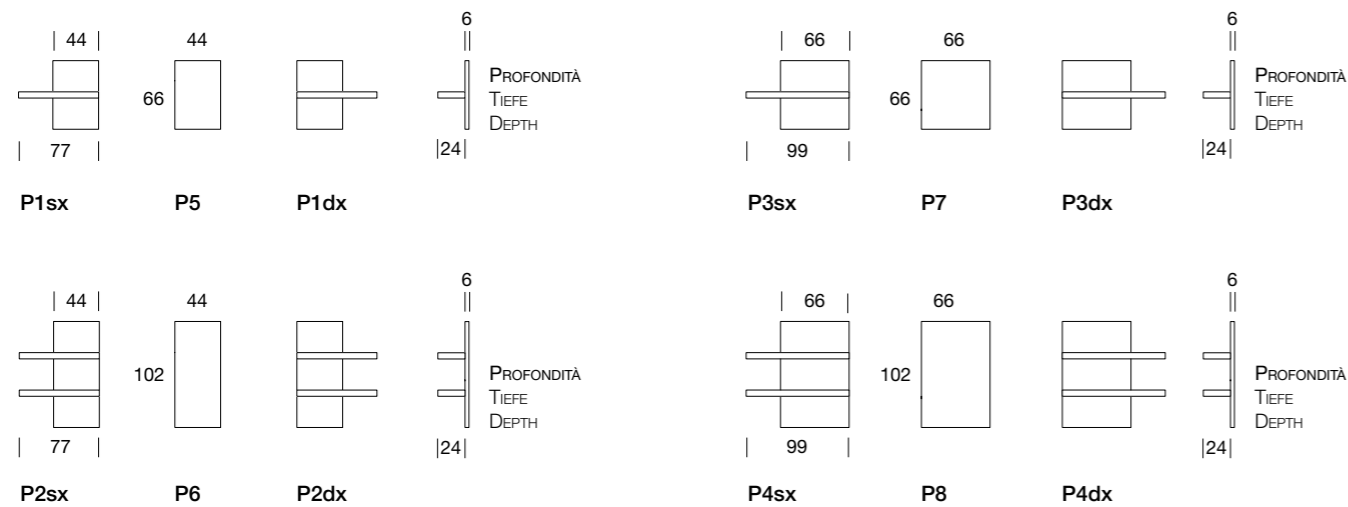 44 44 6 66 66 6
PROFONDITÀ PROFONDITÀ
66 TIEFE 66 TIEFE
DEPTH DEPTH
77 24 99 24
P1sx P5 P1dx P3sx P7 P3dx
44 44 6 66 66 6
102 PROFONDITÀ 102 PROFONDITÀ
TIEFE TIEFE
DEPTH DEPTH
77 24 99 24
P2sx P6 P2dx P4sx P8 P4dx